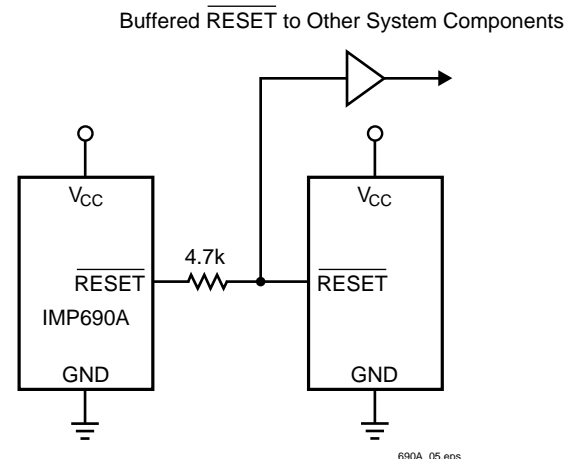 Buffered RESET to Other System Components
VCC
VCC
4.7k
RESET
RESET
IMP690A
GND
GND
690A_05.eps